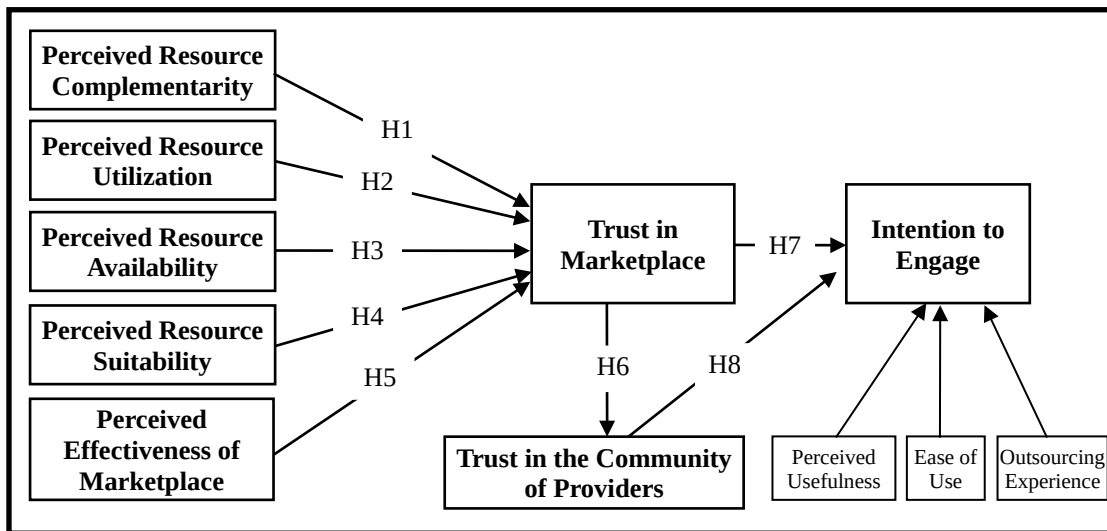 Perceived Resource
Complementarity
Perceived Resource
Utilization
Perceived Resource
Availability
Perceived Resource
Suitability
Perceived
Effectiveness of
Marketplace
H1
H2
H3
H4
H5
Trust in
Marketplace
H7
Intention to
Engage
H6
H8
Trust in the Community
of Providers
Perceived
Usefulness
Ease of
Use
Outsourcing
Experience